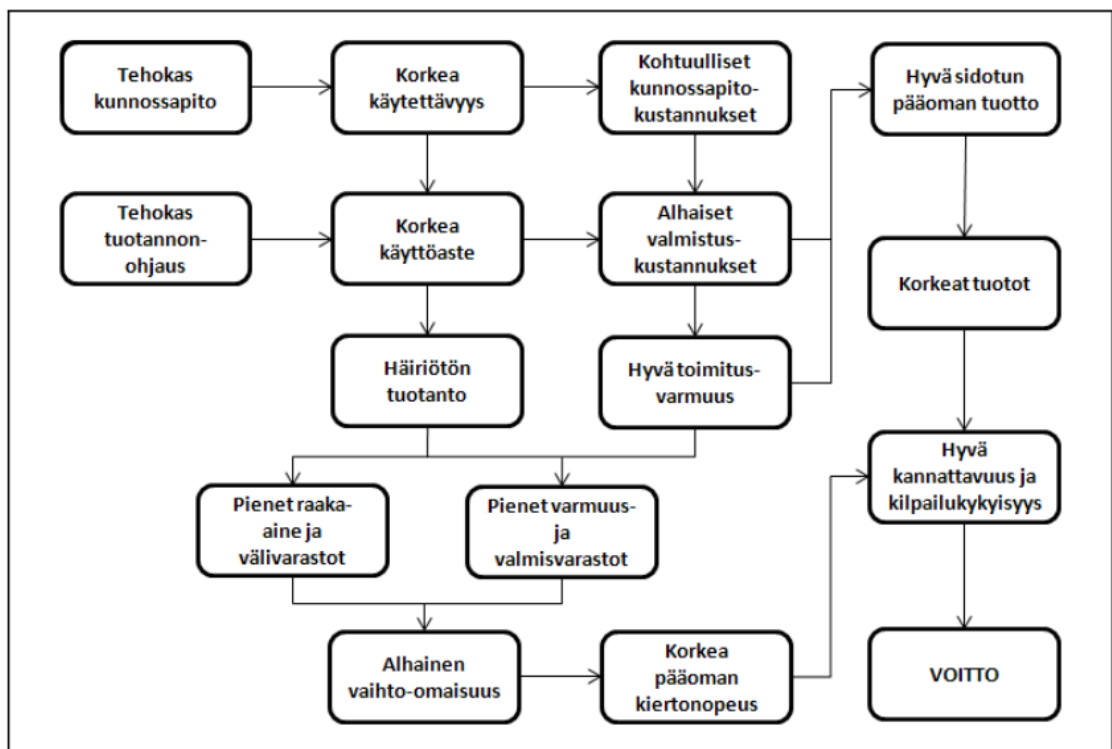 Tehokas
kunnossapito
Korkea
käytettävyys
Kohtuulliset
kunnossapito-
kustannukset
Hyvä sidotun
pääoman tuotto
Tehokas
tuotannon-
ohjaus
Korkea
käyttöaste
Alhaiset
valmistus-
kustannukset
Korkeat tuotot
Häiriötön
tuotanto
Hyvä toimitus-
varmuus
Hyvä
kannattavuus ja
kilpailukykyisyys
Pienet raaka-
aine ja
välivarastot
Pienet varmuus-
ja
valmisvarastot
Alhainen
vaihto-omaisuus
Korkea
pääoman
kiertonopeus
VOITTO